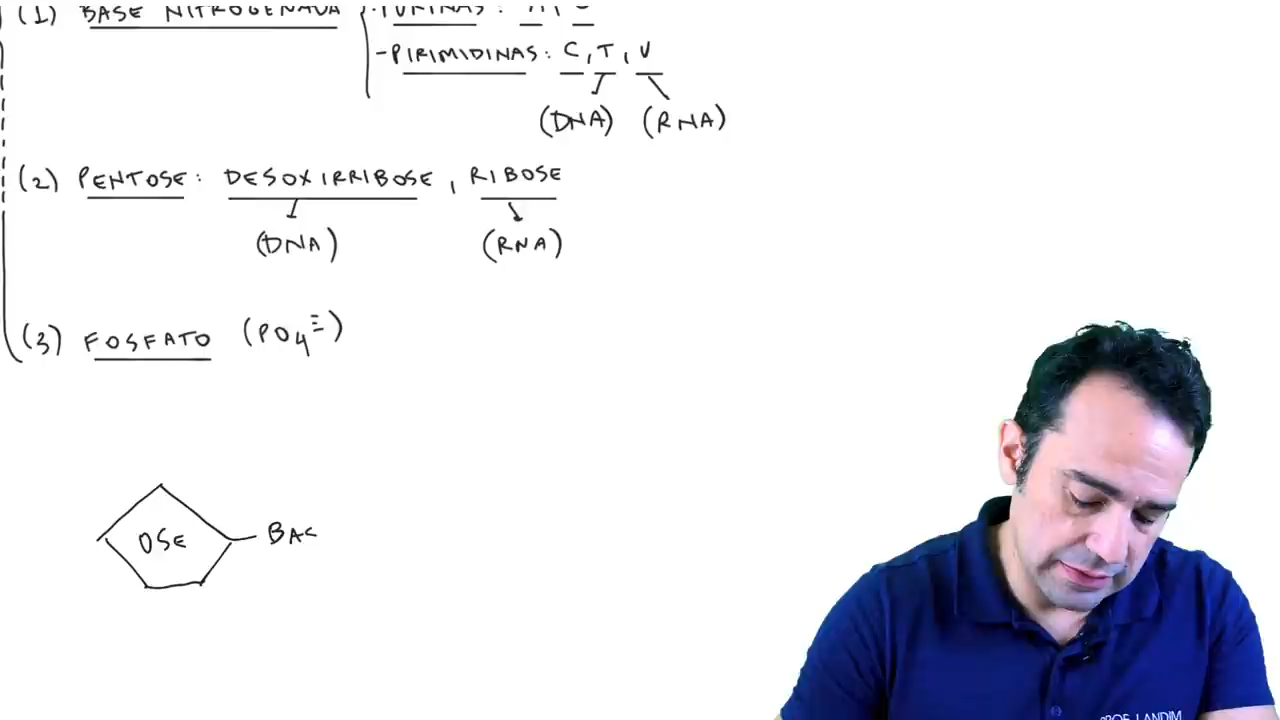 (1) BASE NITROGENADA
- PURINAS: A, G
- PIRIMIDINAS: C, T, U
(DNA) (RNA)
(2) PENTOSE: DESOXIRRIBOSE, RIBOSE
(DNA) (RNA)
(3) FOSFATO (PO4≡)
OSE BAS
PROF. LANDIM